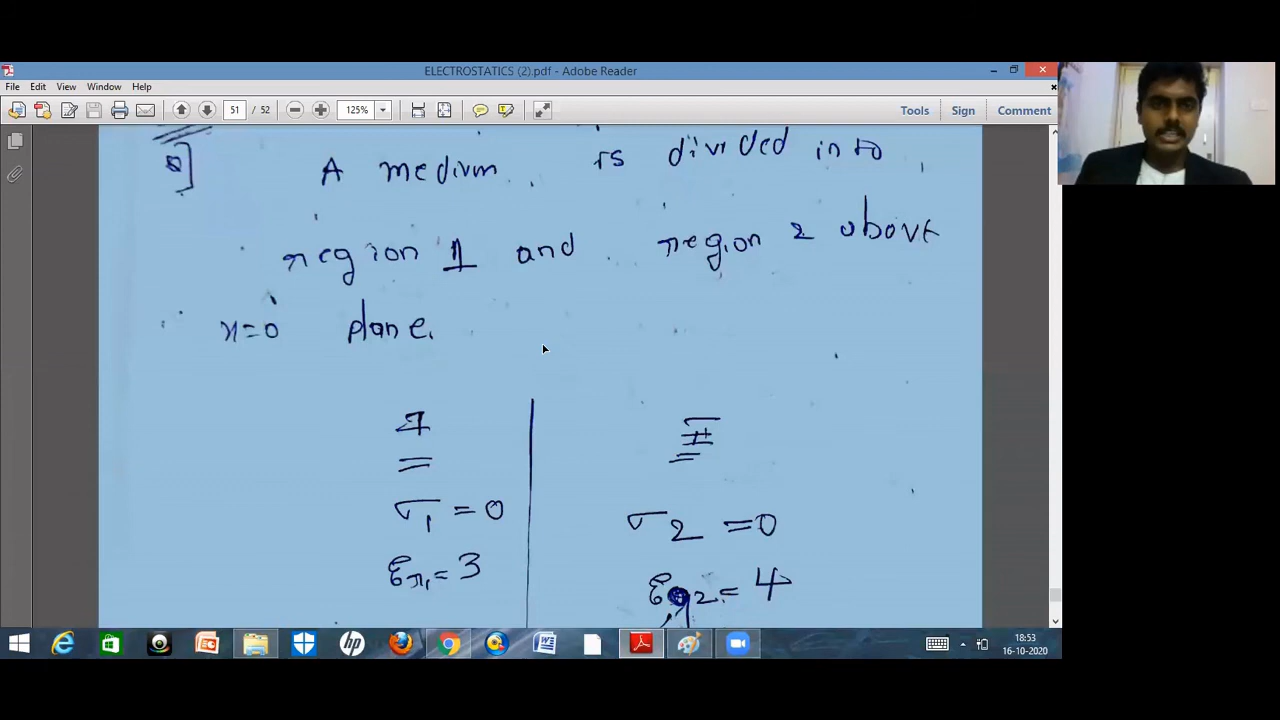 ELECTROSTATICS (2).pdf - Adobe Reader
File Edit View Window Help
51 / 52 125% Tools Sign Comment
Q] A medium is divided into
region 1 and region 2 above
x=0 plane.
I II
σ1 = 0 σ2 = 0
εr1 = 3 εr2 = 4
18:53
16-10-2020